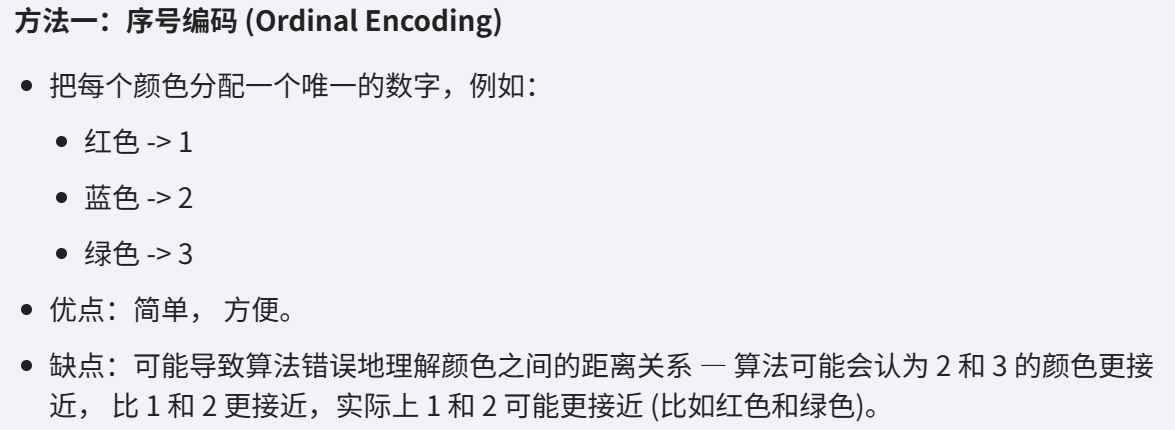 方法一：序号编码 (Ordinal Encoding)
• 把每个颜色分配一个唯一的数字，例如：
• 红色 -> 1
• 蓝色 -> 2
• 绿色 -> 3
• 优点：简单， 方便。
• 缺点：可能导致算法错误地理解颜色之间的距离关系 — 算法可能会认为 2 和 3 的颜色更接
近， 比 1 和 2 更接近，实际上 1 和 2 可能更接近 (比如红色和绿色)。